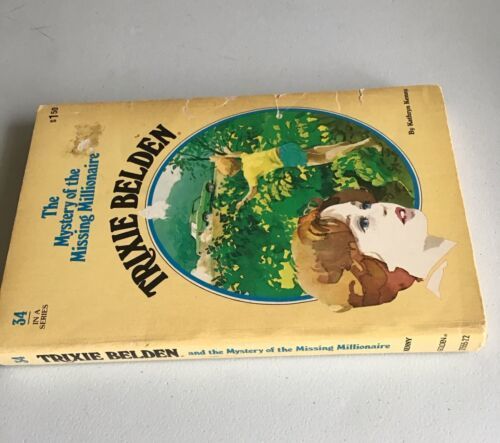 $1.50
The
Mystery of the
Missing Millionaire
TRIXIE BELDEN
By Kathryn Kenny
34
IN A
SERIES
34 TRIXIE BELDEN and the Mystery of the Missing Millionaire